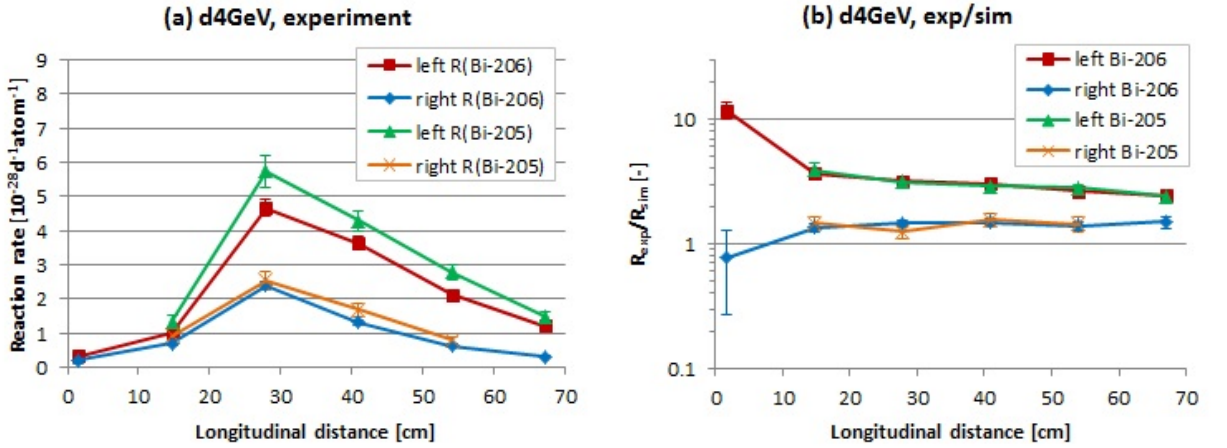 (a) d4GeV, experiment
Reaction rate [10⁻²⁸d⁻¹atom⁻¹]
9
8
7
6
5
4
3
2
1
0
left R(Bi-206)
right R(Bi-206)
left R(Bi-205)
right R(Bi-205)
0 10 20 30 40 50 60 70
Longitudinal distance [cm]
(b) d4GeV, exp/sim
R_exp/R_sim [-]
10
1
0.1
left Bi-206
right Bi-206
left Bi-205
right Bi-205
0 10 20 30 40 50 60 70
Longitudinal distance [cm]